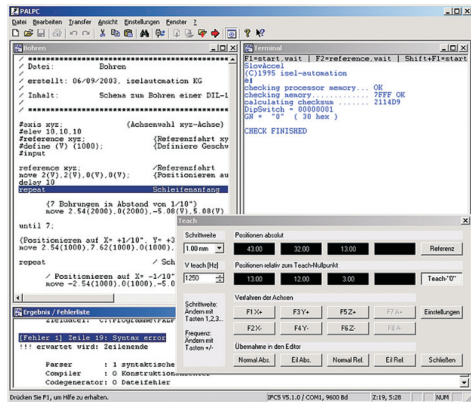 PALPC
Datei Bearbeiten Transfer Ansicht Einstellungen Fenster ?
Bohren
/ Datei: Bohren
/ erstellt: 06/09/2003, iselautomation KG
/ Inhalt: Schema zum Bohren einer DIL-1
#axis xyz; {Achsenwahl xyz-Achse}
#elev 10,10,10
#reference xyz; {Referenzfahrt xy
#define (V) (1000); {Definiere Geschw
#input
reference xyz; /Referenzfahrt
move 2(V),2(V),0(V),0(V); {Positionieren au
delay 10
repeat Schleifenanfang
{7 Bohrungen in Abstand von 1/10"}
move 2.54(2000),0(2000),-5.08(V),5.08(V)
until 7;
{Positionieren auf X= +1/10", Y= +3
move 2.54(1000),7.62(1000),0(1000),
repeat / Sch
/ Positionieren auf X= -1/10"
move -2.54(1000),0(1000),-5.08(
Terminal
F1=start,wait | F2=reference,wait | Shift+F1=start
SlovAccel
(C)1995 isel-automation
checking processor memory... OK
checking memory............ 7FFF OK
calculating checksum ....... 2114D9
DipSwitch = 00000001
GN = "0" ( 30 hex )
CHECK FINISHED
Teach
Schrittweite
1.00 mm
Positionen absolut
43.00 32.00 13.00
Referenz
V teach [Hz]
1250
Positionen relativ zum Teach-Nullpunkt
13.00 12.00 3.00
Teach-"0"
Schrittweite:
Ändern mit
Tasten 1,2,3...
Frequenz:
Ändern mit
Tasten +/-
Verfahren der Achsen
F1 X+ F3 Y+ F5 Z+ F7 A+ Einstellungen
F2 X- F4 Y- F6 Z- F8 A-
Übernahme in den Editor
Normal Abs. Eil Abs. Normal Rel. Eil Rel. Schließen
Ergebnis / Fehlerliste
[Fehler 1] Zeile 19: Syntax error
!!! erwartet wird: Zeilenende
Parser : 1 syntaktische
Compiler : 0 Konstruktion
Codegenerator: 0 Dateifehler
Drücken Sie F1, um Hilfe zu erhalten.
IPC5 V5.1.0 / COM1, 9600 Bd Z:19, S:28 NUM